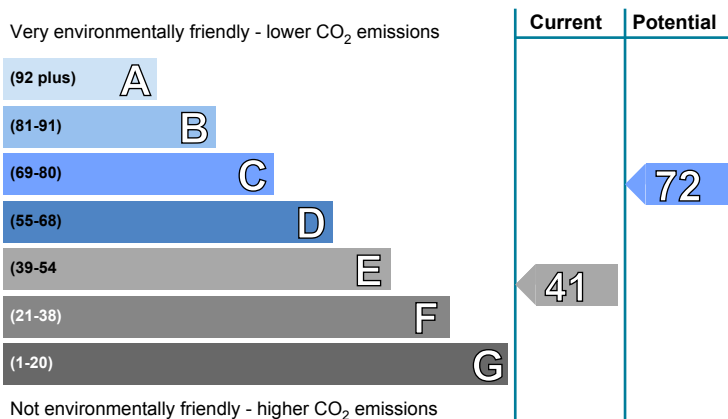 Current Potential
Very environmentally friendly - lower CO2 emissions
(92 plus) A
(81-91) B
(69-80) C
72
(55-68) D
(39-54 E
41
(21-38) F
(1-20) G
Not environmentally friendly - higher CO2 emissions